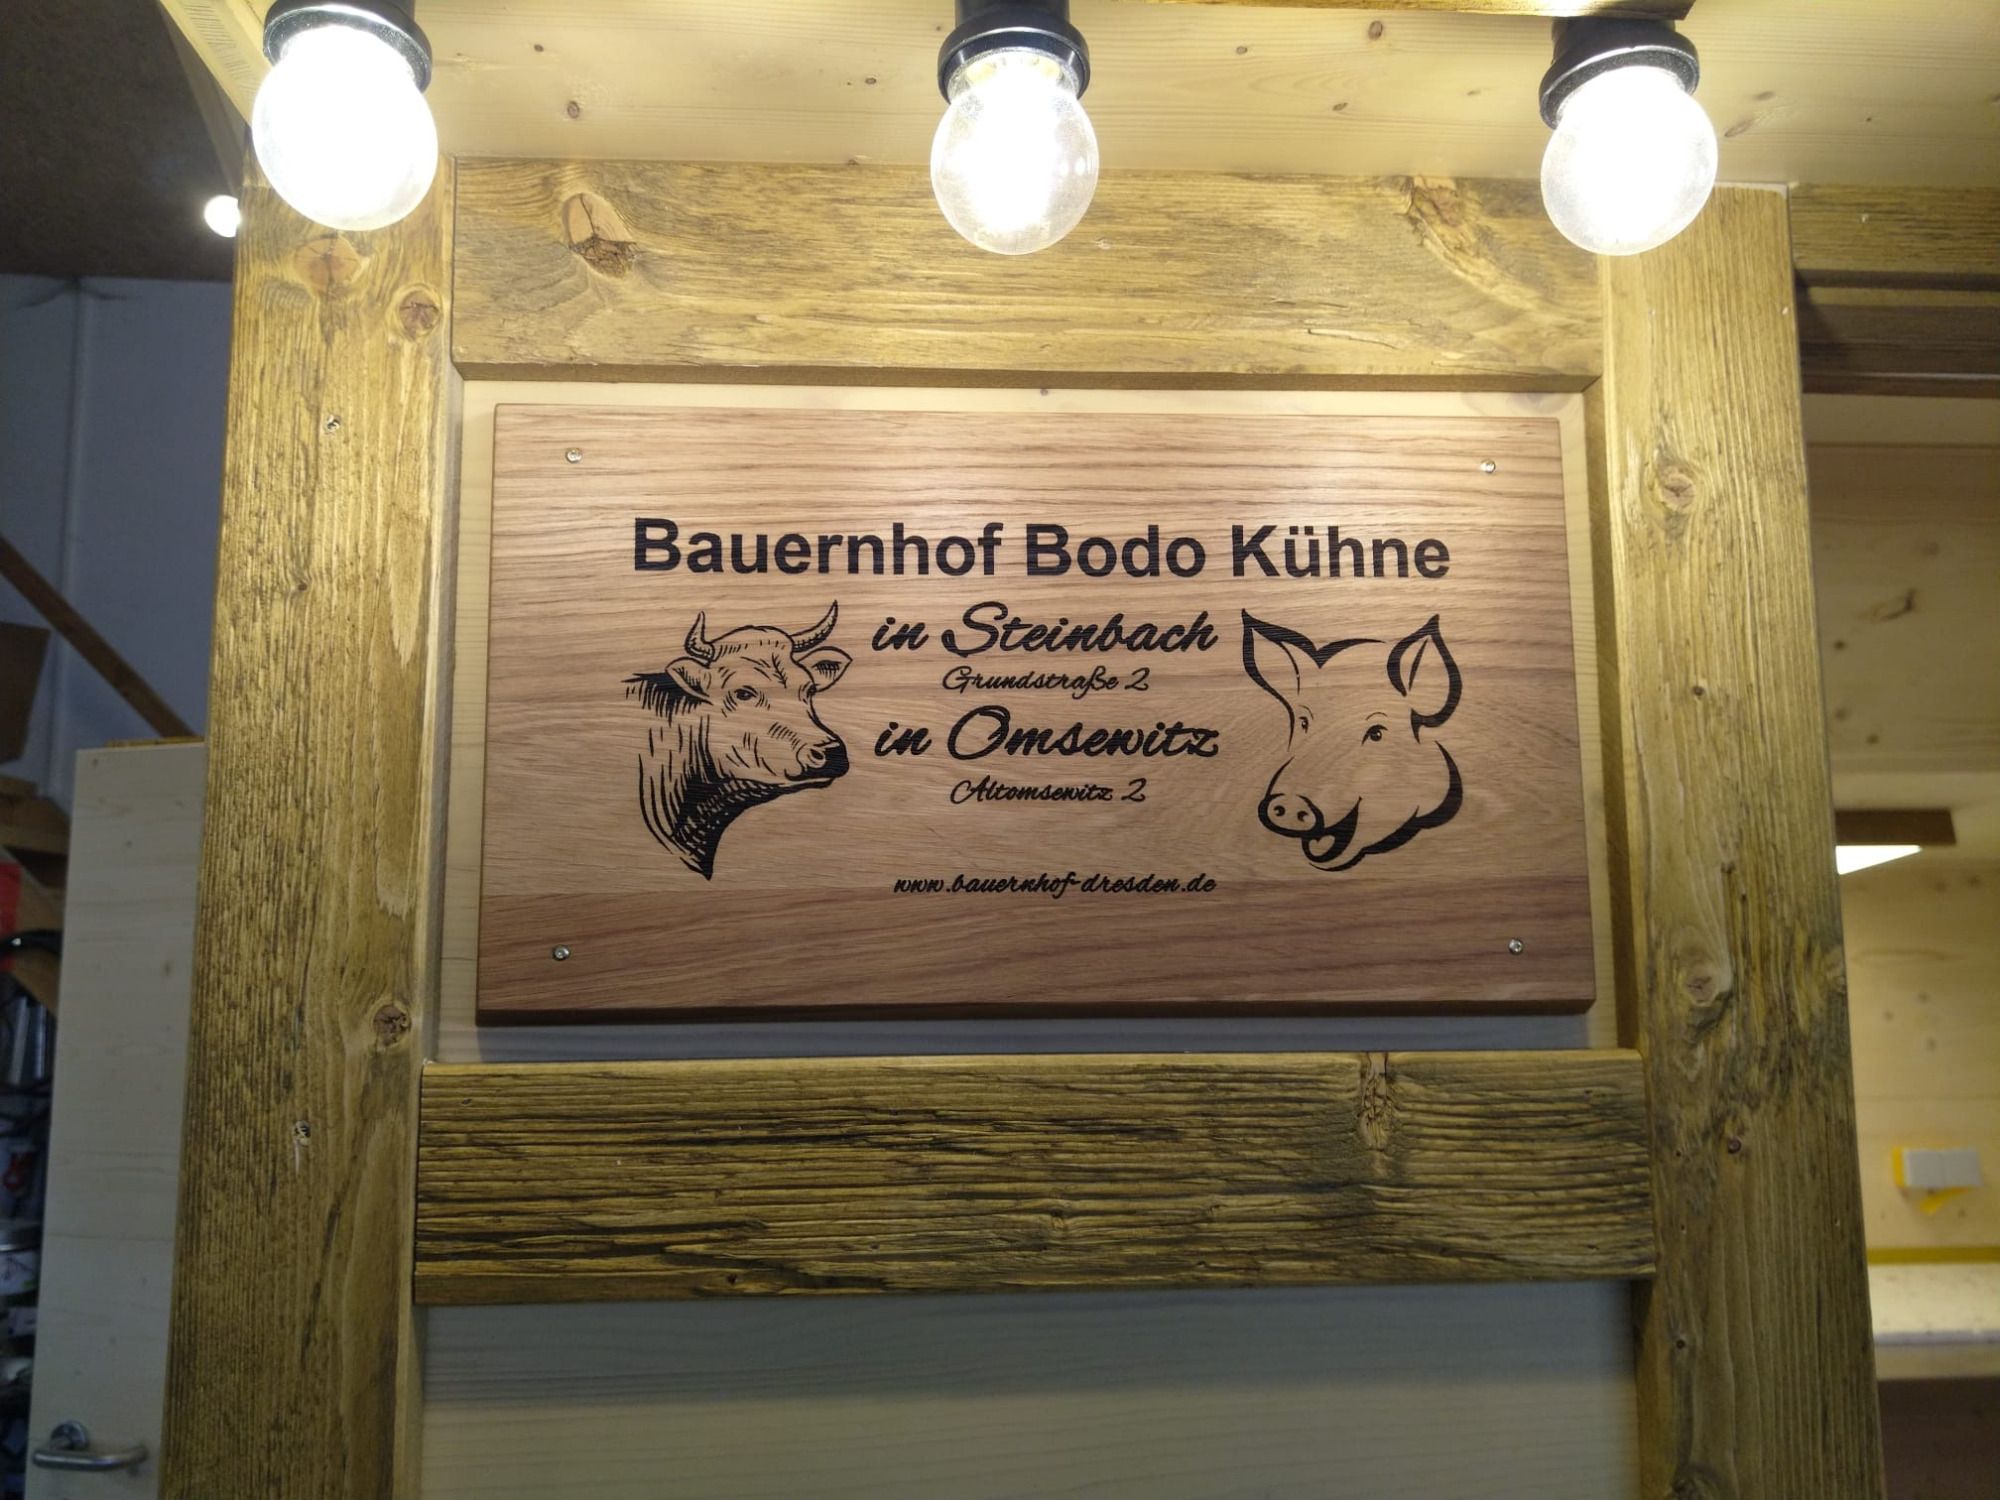 Bauernhof Bodo Kühne
in Steinbach
Grundstraße 2
in Omsewitz
Altomsewitz 2
www.bauernhof-dresden.de